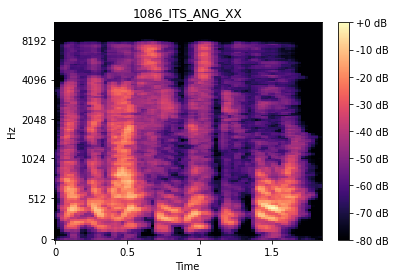 1086_ITS_ANG_XX
+0 dB
8192
-10 dB
4096
-20 dB
-30 dB
2048
Hz
-40 dB
1024
-50 dB
512
-60 dB
-70 dB
0
-80 dB
0 0.5 1 1.5
Time